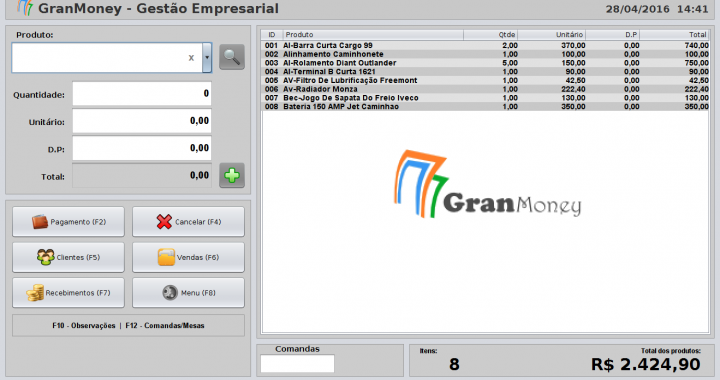 GranMoney - Gestão Empresarial
28/04/2016 14:41
Produto:
x
Quantidade: 0
Unitário: 0,00
D.P: 0,00
Total: 0,00
Pagamento (F2)
Cancelar (F4)
Clientes (F5)
Vendas (F6)
Recebimentos (F7)
Menu (F8)
F10 - Observações | F12 - Comandas/Mesas
ID Produto Qtde Unitário D.P Total
001 Al-Barra Curta Cargo 99 2,00 370,00 0,00 740,00
002 Alinhamento Caminhonete 1,00 100,00 0,00 100,00
003 Al-Rolamento Diant Outlander 5,00 150,00 0,00 750,00
004 Al-Terminal B Curta 1621 1,00 90,00 0,00 90,00
005 AV-Filtro De Lubrificação Freemont 1,00 42,50 0,00 42,50
006 Av-Radiador Monza 1,00 222,40 0,00 222,40
007 Bec-Jogo De Sapata Do Freio Iveco 1,00 130,00 0,00 130,00
008 Bateria 150 AMP Jet Caminhao 1,00 350,00 0,00 350,00
GranMoney
Comandas
Itens:
8
Total dos produtos:
R$ 2.424,90